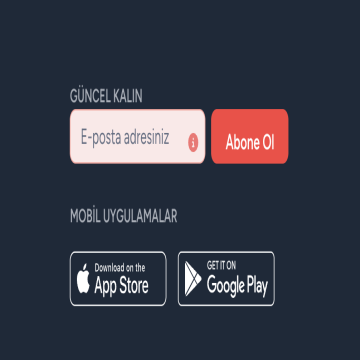 GÜNCEL KALIN
E-posta adresiniz
Abone Ol
MOBİL UYGULAMALAR
Download on the
App Store
GET IT ON
Google Play